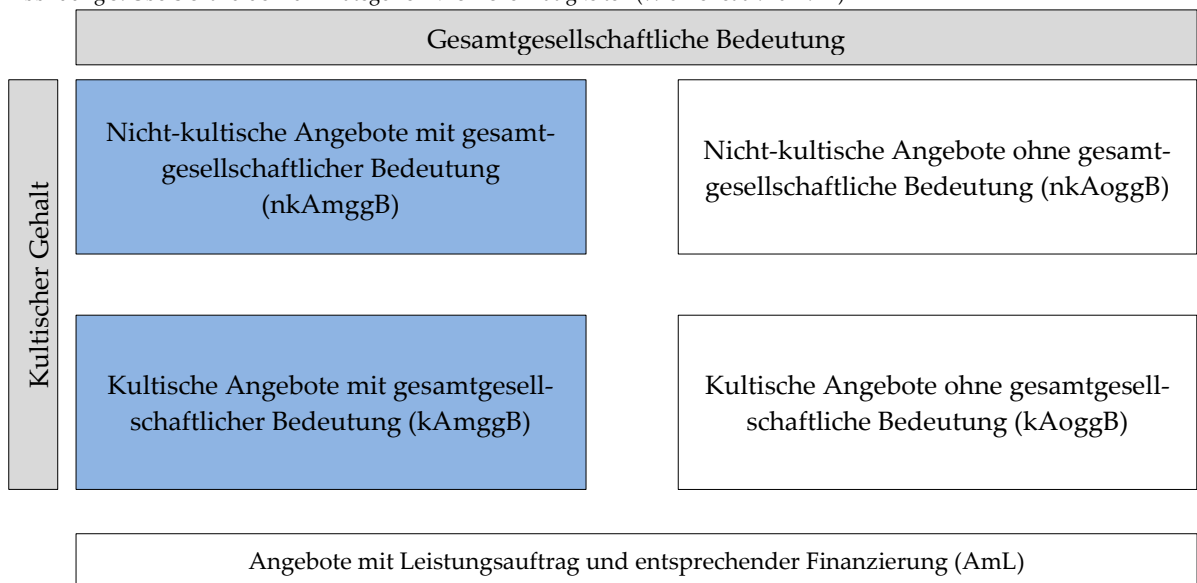 Gesamtgesellschaftliche Bedeutung
Kultischer Gehalt
Nicht-kultische Angebote mit gesamt-
gesellschaftlicher Bedeutung
(nkAmggB)
Nicht-kultische Angebote ohne gesamt-
gesellschaftliche Bedeutung (nkAoggB)
Kultische Angebote mit gesamtgesell-
schaftlicher Bedeutung (kAmggB)
Kultische Angebote ohne gesamtgesell-
schaftliche Bedeutung (kAoggB)
Angebote mit Leistungsauftrag und entsprechender Finanzierung (AmL)